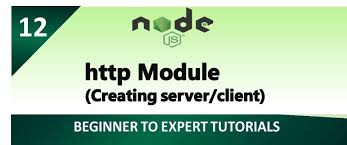 12
node
JS
http Module
(Creating server/client)
BEGINNER TO EXPERT TUTORIALS